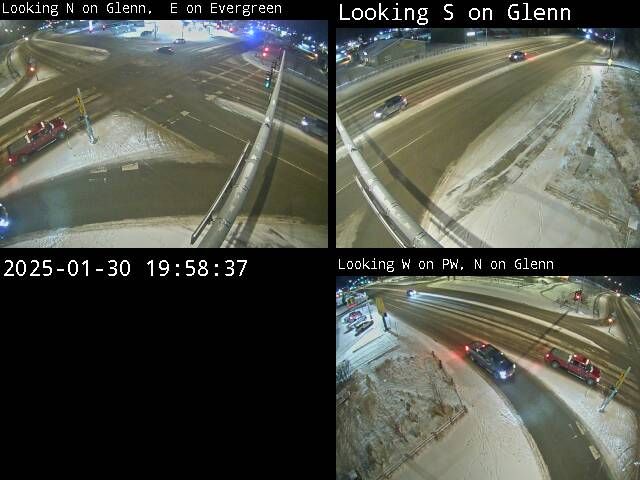 Looking N on Glenn,  E on Evergreen
Looking S on Glenn
2025-01-30 19:58:37
Looking W on PW, N on Glenn